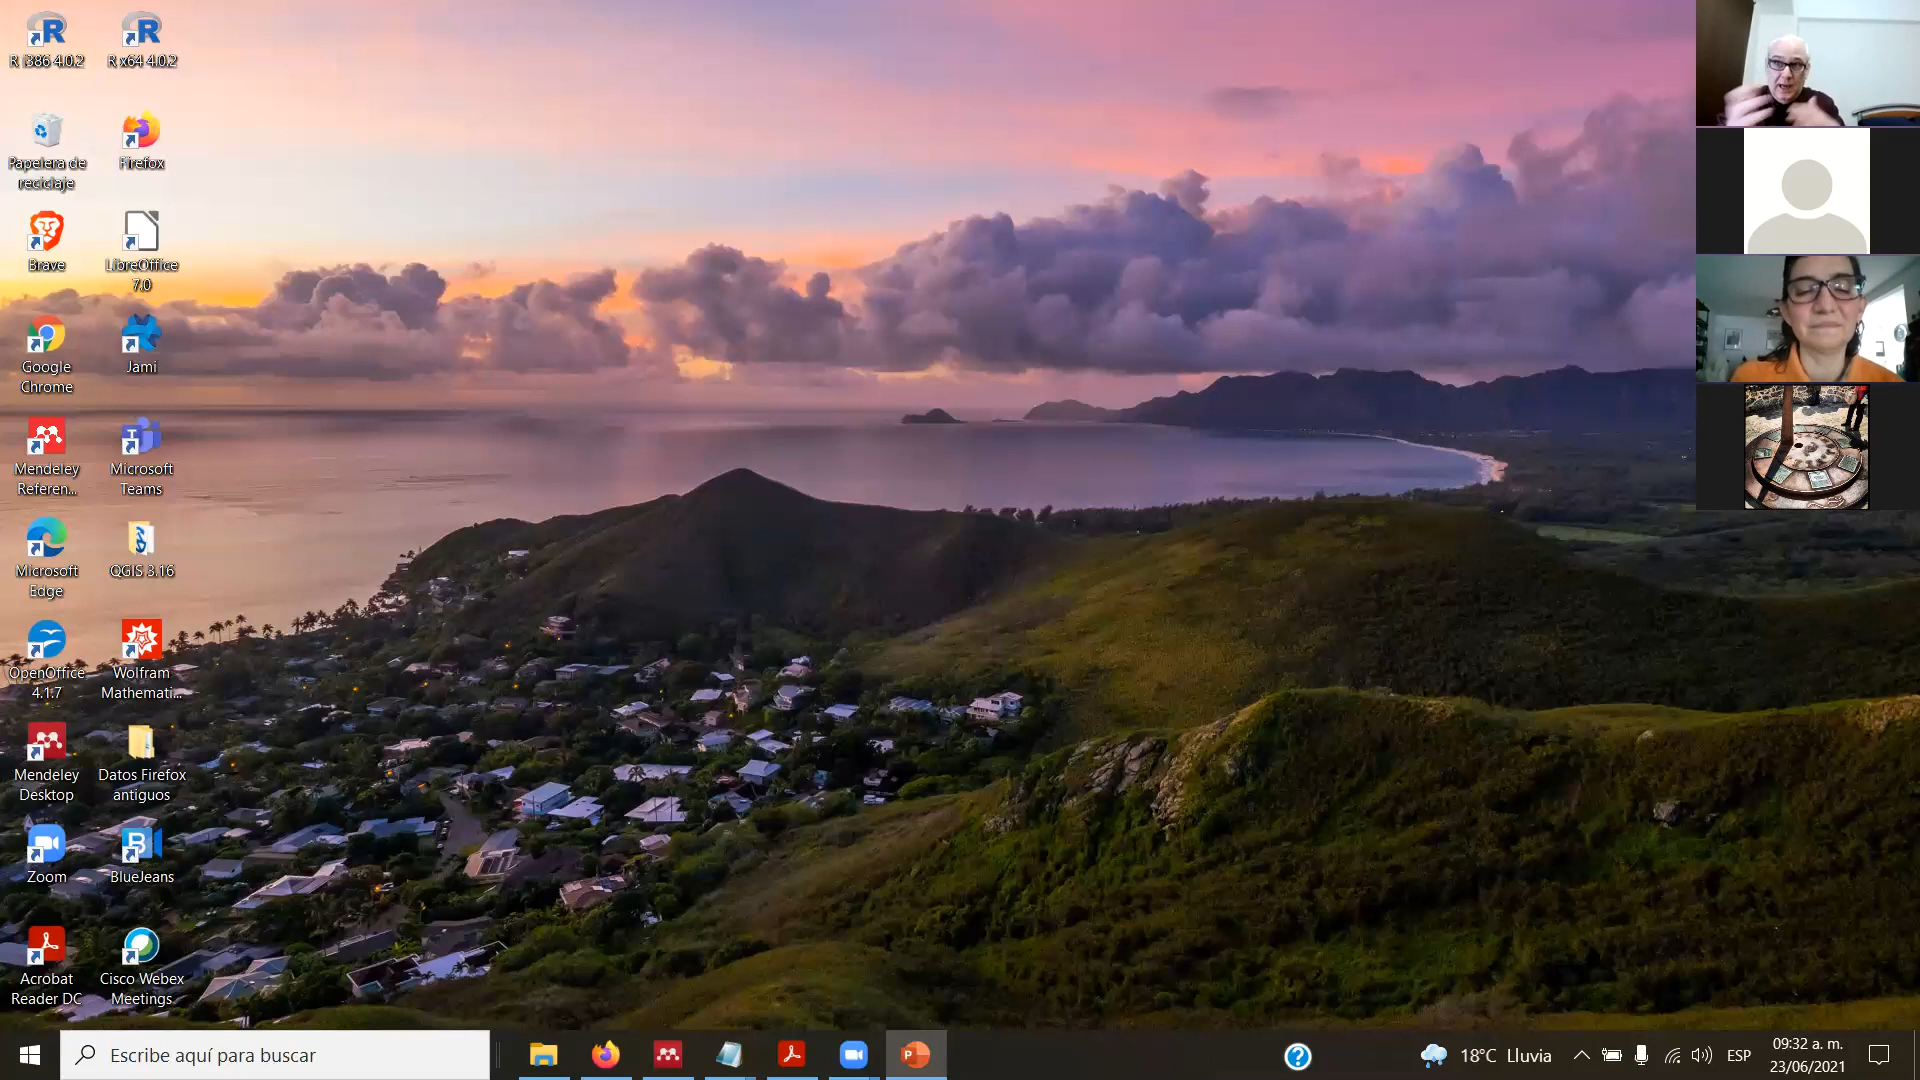 R i386 4.0.2
R x64 4.0.2
Papelera de
reciclaje
Firefox
Brave
LibreOffice
7.0
Google
Chrome
Jami
Mendeley
Referen...
Microsoft
Teams
Microsoft
Edge
QGIS 3.16
OpenOffice
4.1.7
Wolfram
Mathemati...
Mendeley
Desktop
Datos Firefox
antiguos
Zoom
BlueJeans
Acrobat
Reader DC
Cisco Webex
Meetings
Escribe aquí para buscar
18°C Lluvia
ESP
09:32 a. m.
23/06/2021